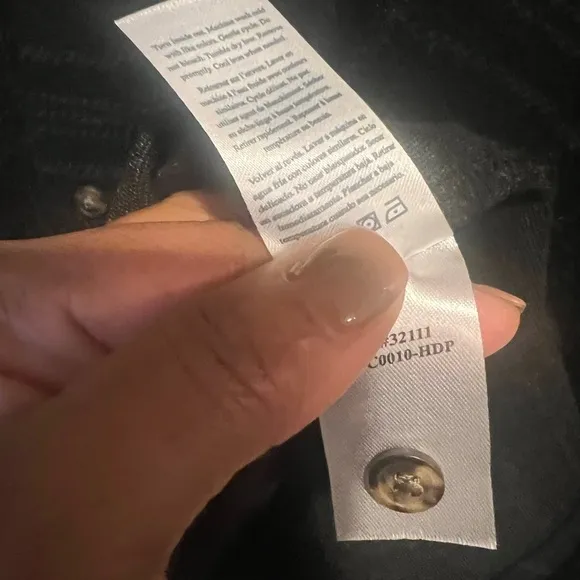 Turn inside out. Machine wash cold
with like colors. Gentle cycle. Do
not bleach. Tumble dry low. Remove
promptly. Cool iron when needed.
Retourner sur l'envers. Laver en
machine à l'eau froide avec couleurs
similaires. Cycle délicat. Ne pas
utiliser agent de blanchiment. Sécher
au sèche-linge à basse température.
Retirer rapidement. Repasser à basse
température au besoin.
Volver al revés. Lavar a máquina en
agua fría con colores similares. Ciclo
delicado. No usar blanqueador. Secar
en secadora a temperatura baja. Retirar
inmediatamente. Planchar a baja
temperatura cuando sea necesario.
#32111
C0010-HDP